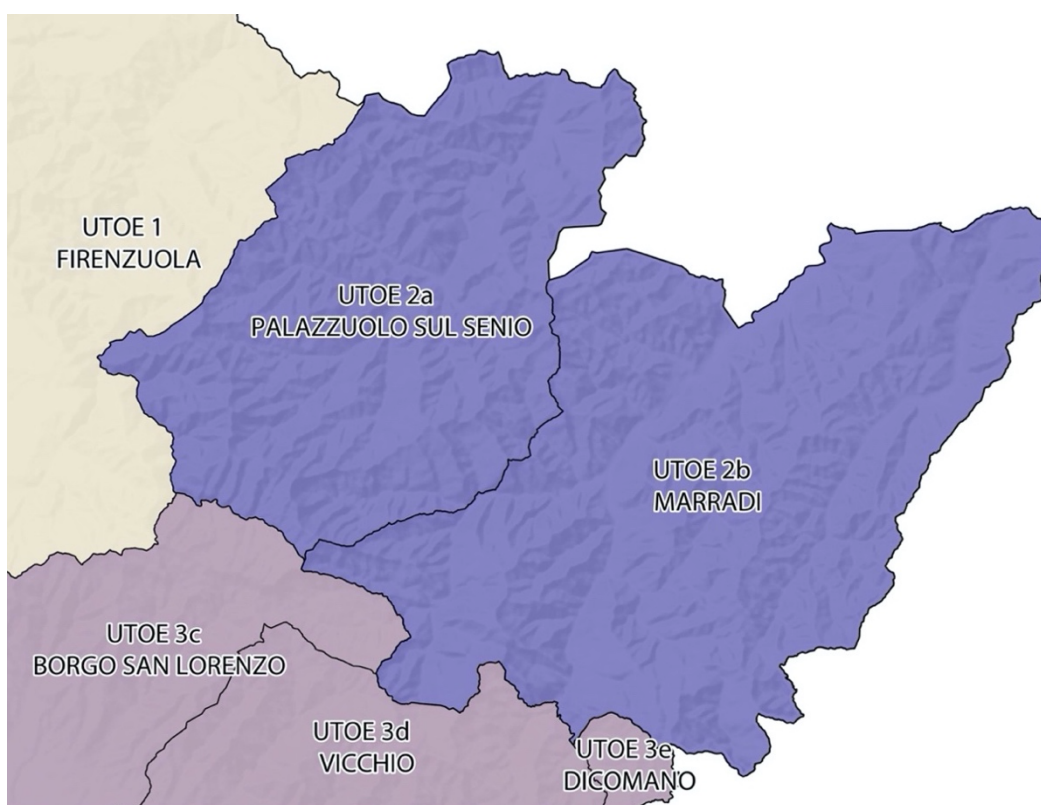 UTOE 1
FIRENZUOLA
UTOE 2a
PALAZZUOLO SUL SENIO
UTOE 2b
MARRADI
UTOE 3c
BORGO SAN LORENZO
UTOE 3d
VICCHIO
UTOE 3e
DICOMANO